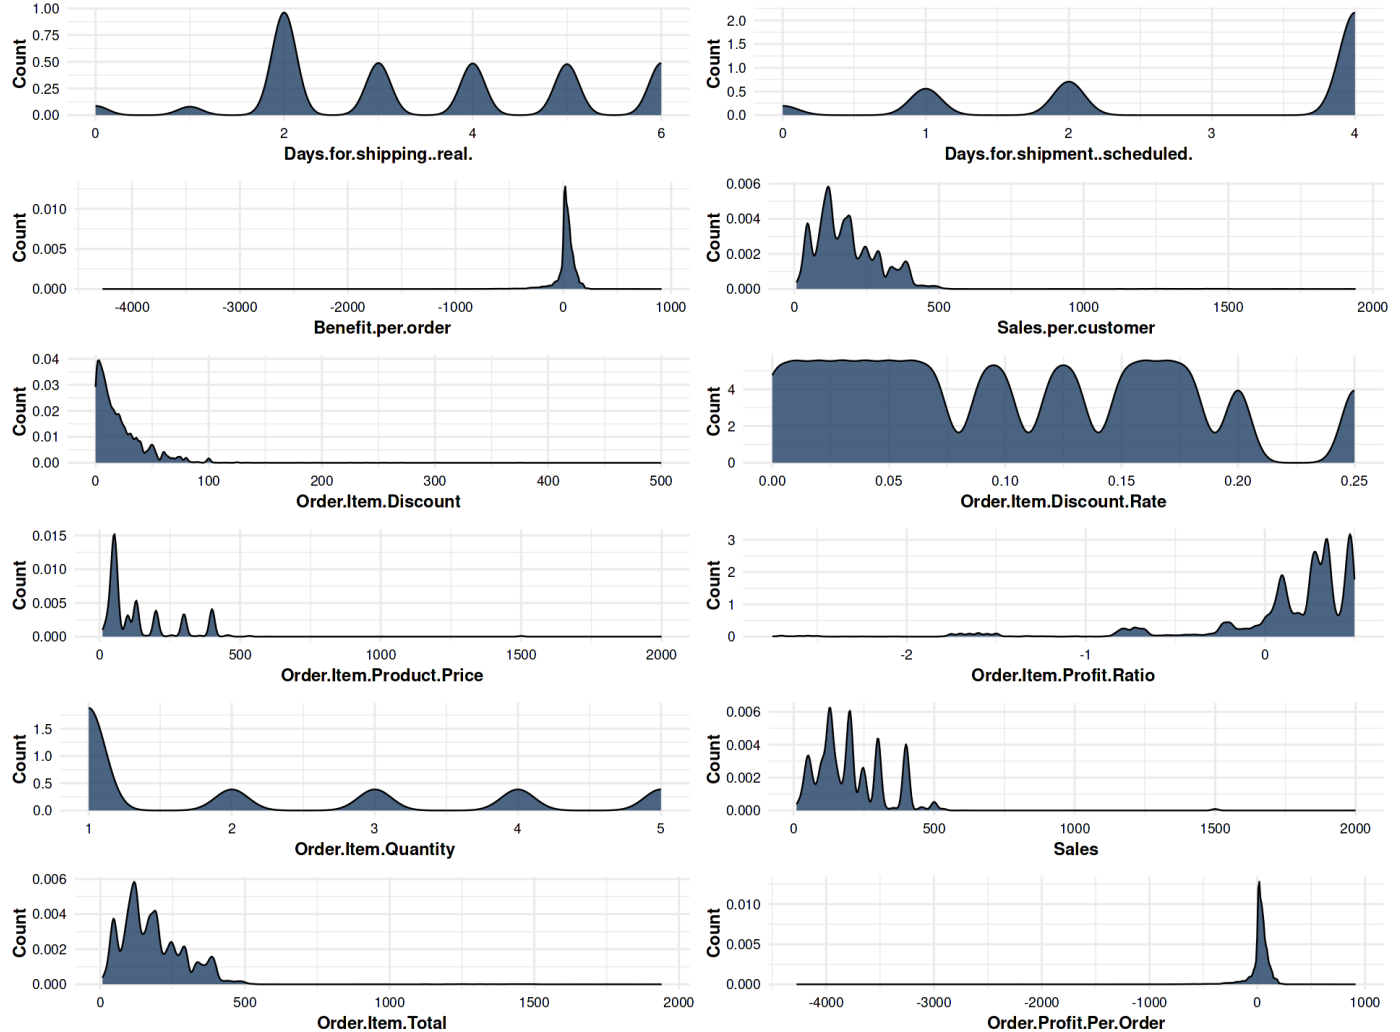 1.00
0.75
0.50
0.25
0.00
Count
0 2 4 6
Days.for.shipping..real.
2.0
1.5
1.0
0.5
0.0
Count
0 1 2 3 4
Days.for.shipment..scheduled.
0.010
0.005
0.000
Count
-4000 -3000 -2000 -1000 0 1000
Benefit.per.order
0.006
0.004
0.002
0.000
Count
0 500 1000 1500 2000
Sales.per.customer
0.04
0.03
0.02
0.01
0.00
Count
0 100 200 300 400 500
Order.Item.Discount
4
2
0
Count
0.00 0.05 0.10 0.15 0.20 0.25
Order.Item.Discount.Rate
0.015
0.010
0.005
0.000
Count
0 500 1000 1500 2000
Order.Item.Product.Price
3
2
1
0
Count
-2 -1 0
Order.Item.Profit.Ratio
1.5
1.0
0.5
0.0
Count
1 2 3 4 5
Order.Item.Quantity
0.006
0.004
0.002
0.000
Count
0 500 1000 1500 2000
Sales
0.006
0.004
0.002
0.000
Count
0 500 1000 1500 2000
Order.Item.Total
0.010
0.005
0.000
Count
-4000 -3000 -2000 -1000 0 1000
Order.Profit.Per.Order